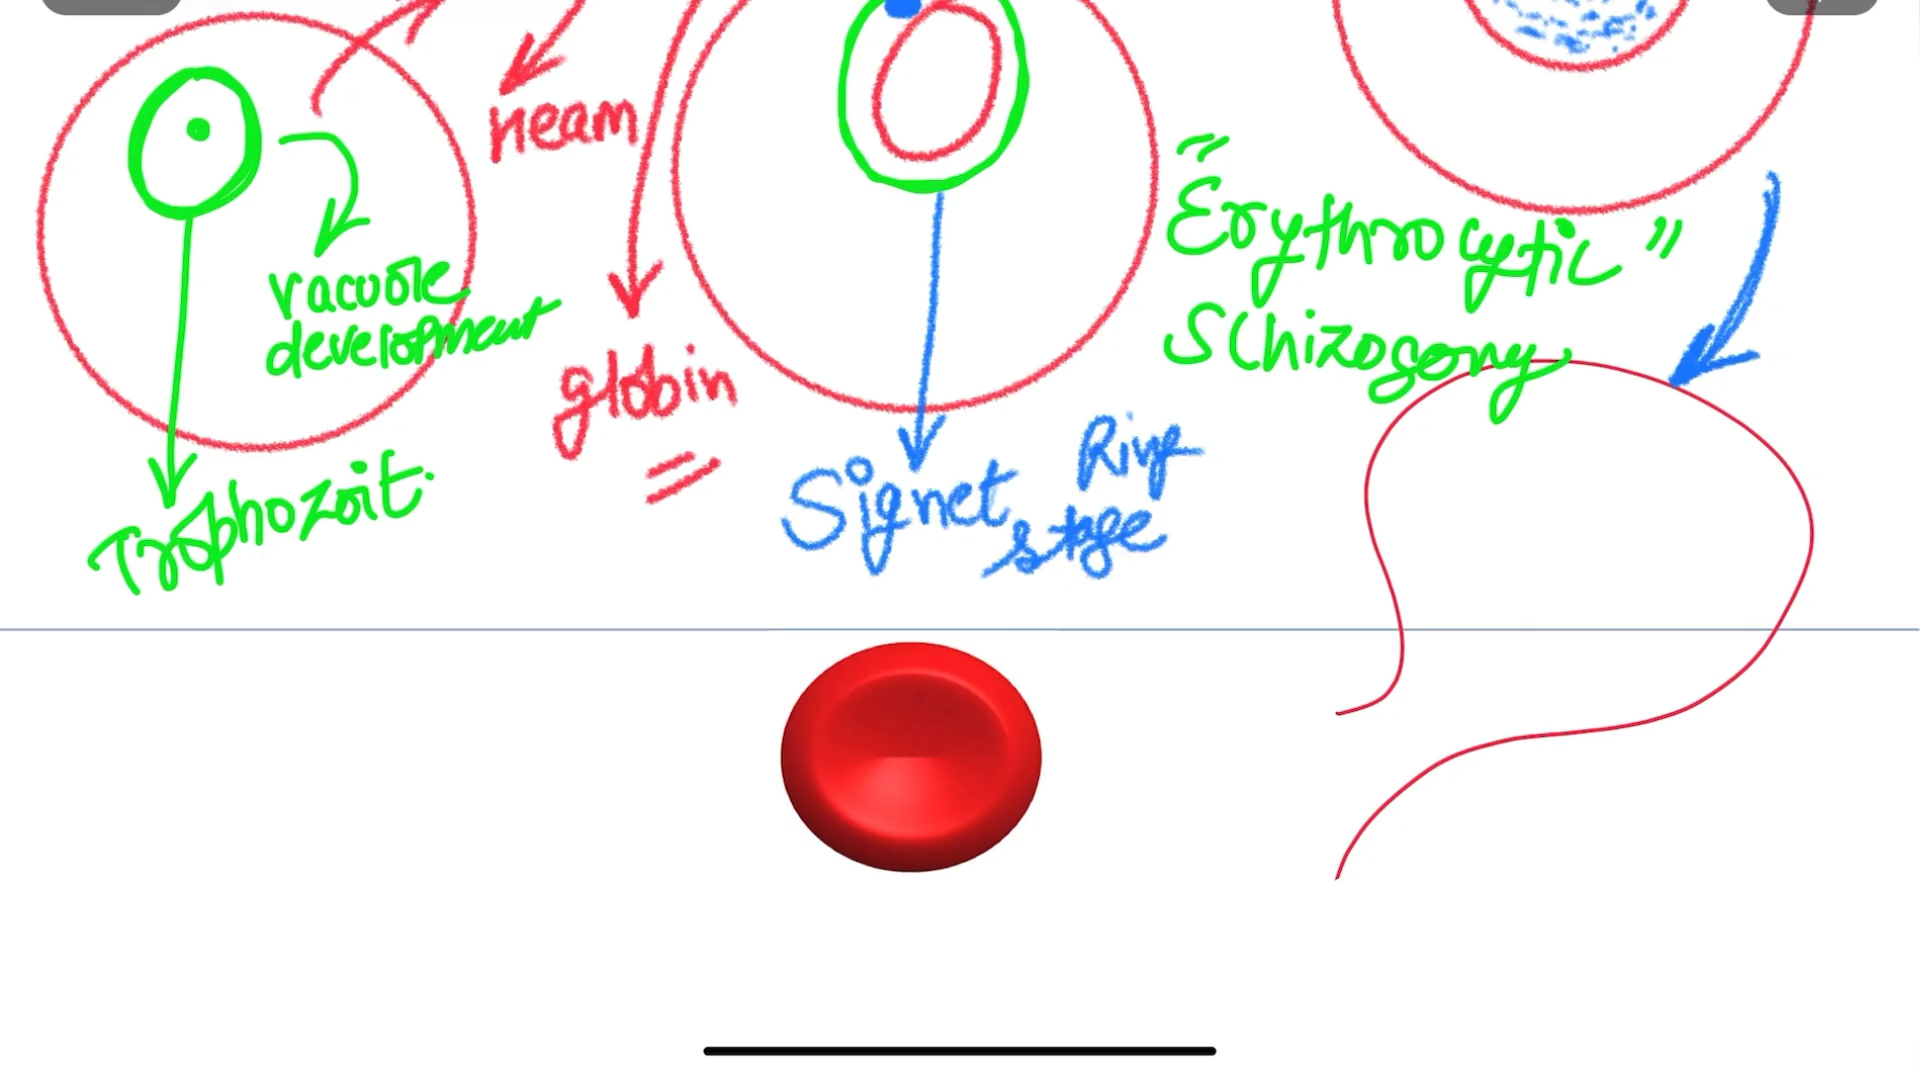 heam
vacuole
development
globin
Trophozoit
Signet Ring
stage
"Erythrocytic"
Schizogony